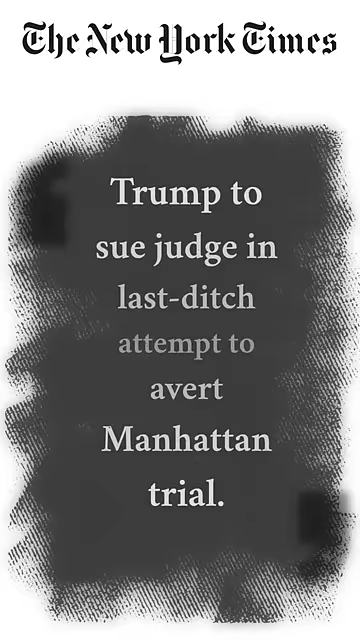 The New York Times
Trump to
sue judge in
last-ditch
attempt to
avert
Manhattan
trial.